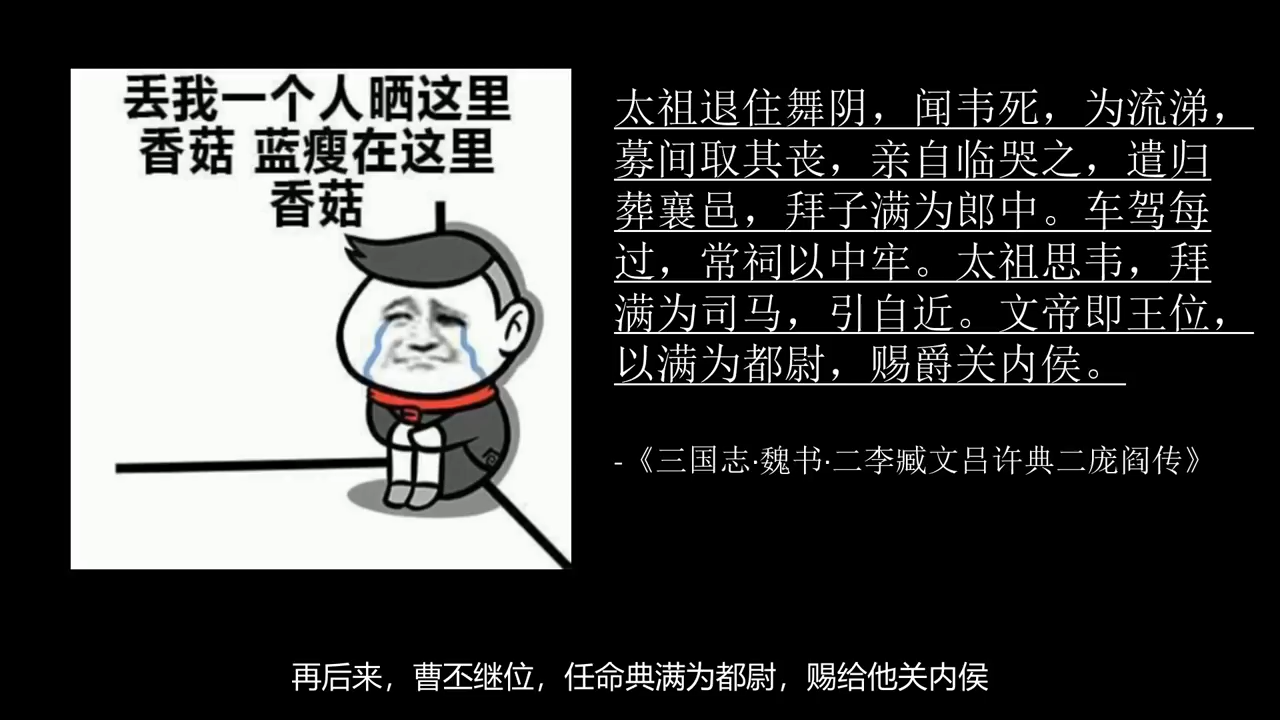 丢我一个人晒这里
香菇 蓝瘦在这里
香菇
太祖退住舞阴，闻韦死，为流涕，
募间取其丧，亲自临哭之，遣归
葬襄邑，拜子满为郎中。车驾每
过，常祠以中牢。太祖思韦，拜
满为司马，引自近。文帝即王位，
以满为都尉，赐爵关内侯。
-《三国志·魏书·二李臧文吕许典二庞阎传》
再后来，曹丕继位，任命典满为都尉，赐给他关内侯